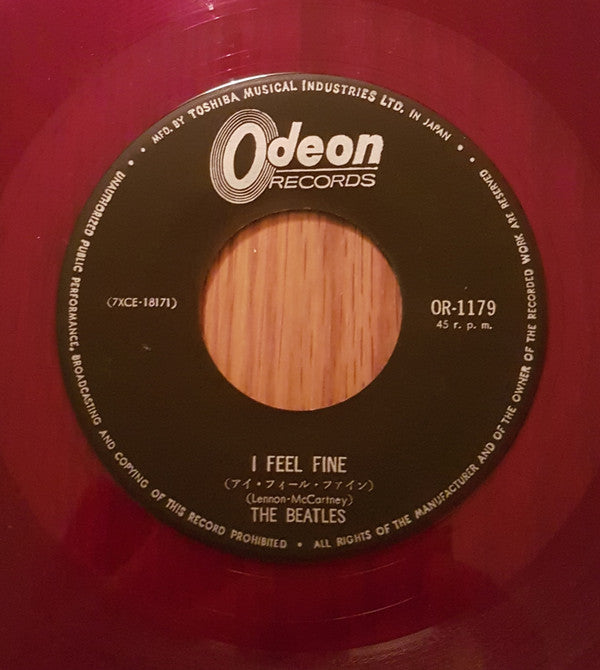 • MFD. BY TOSHIBA MUSICAL INDUSTRIES LTD. IN JAPAN •
Odeon
RECORDS
(7XCE-18171)
OR-1179
45 r. p. m.
I FEEL FINE
(アイ・フィール・ファイン)
(Lennon-McCartney)
THE BEATLES
• UNAUTHORIZED PUBLIC PERFORMANCE, BROADCASTING AND COPYING OF THIS RECORD PROHIBITED • ALL RIGHTS OF THE MANUFACTURER AND OF THE OWNER OF THE RECORDED WORK ARE RESERVED •